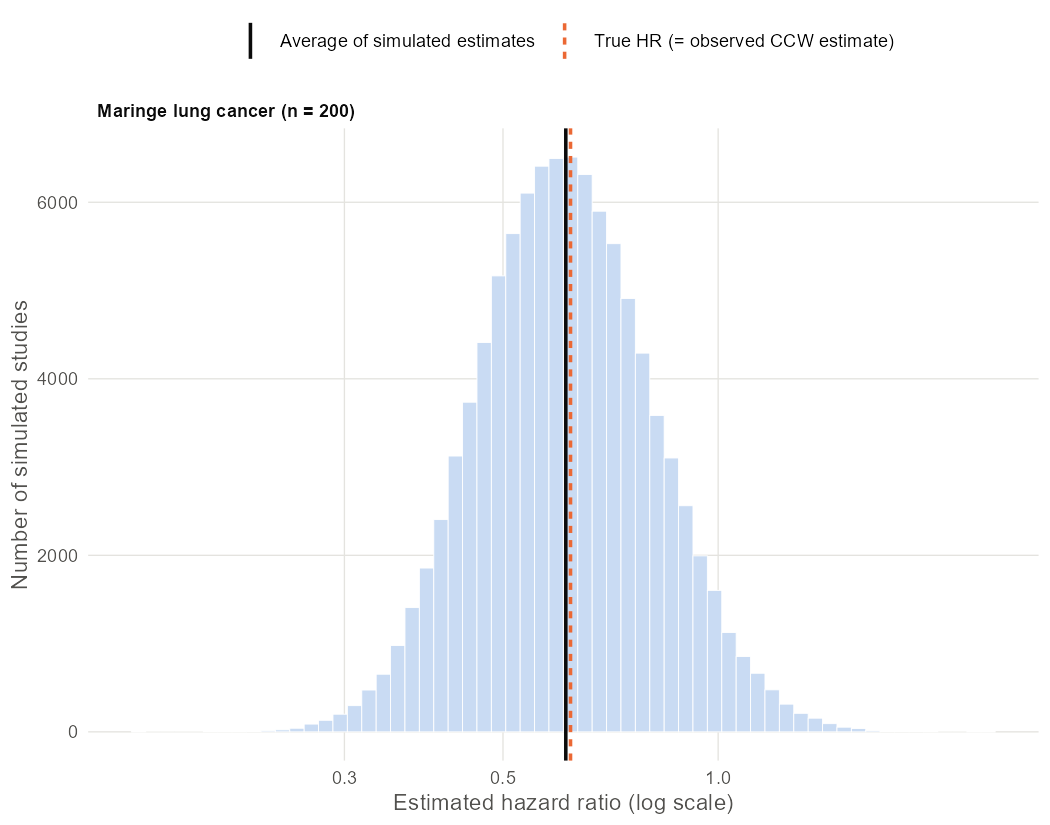 Average of simulated estimates
True HR (= observed CCW estimate)
Maringe lung cancer (n = 200)
Number of simulated studies
6000
4000
2000
0
0.3
0.5
1.0
Estimated hazard ratio (log scale)